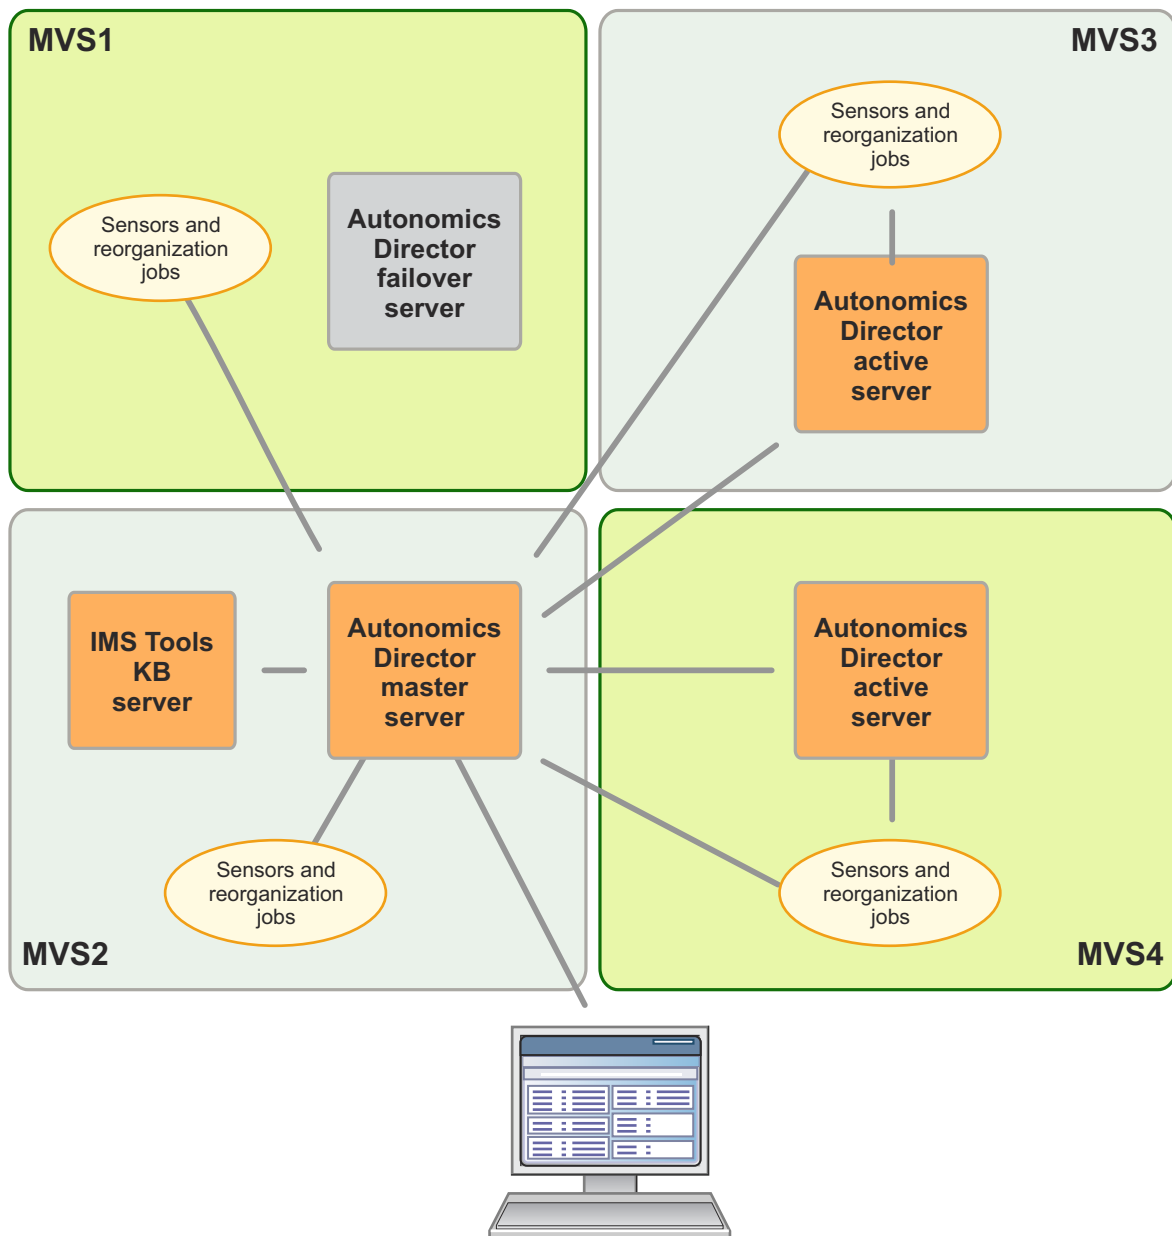 MVS1
Sensors and
reorganization
jobs
Autonomics
Director
failover
server
MVS3
Sensors and
reorganization
jobs
Autonomics
Director
active
server
IMS Tools
KB
server
Autonomics
Director
master
server
Sensors and
reorganization
jobs
MVS2
Autonomics
Director
active
server
Sensors and
reorganization
jobs
MVS4